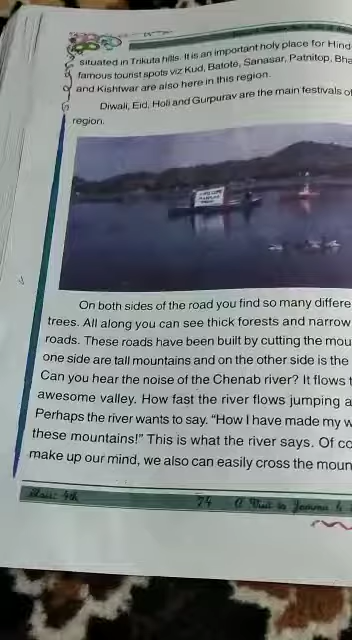 situated in Trikuta hills. It is an important holy place for Hind
famous tourist spots viz Kud, Batote, Sanasar, Patnitop, Bha
and Kishtwar are also here in this region.
Diwali, Eid, Holi and Gurpurav are the main festivals of
region.
On both sides of the road you find so many differe
trees. All along you can see thick forests and narrow
roads. These roads have been built by cutting the mou
one side are tall mountains and on the other side is the
Can you hear the noise of the Chenab river? It flows t
awesome valley. How fast the river flows jumping a
Perhaps the river wants to say. "How I have made my w
these mountains!" This is what the river says. Of co
make up our mind, we also can easily cross the moun
Class: 4th 74 A Visit to Jammu &